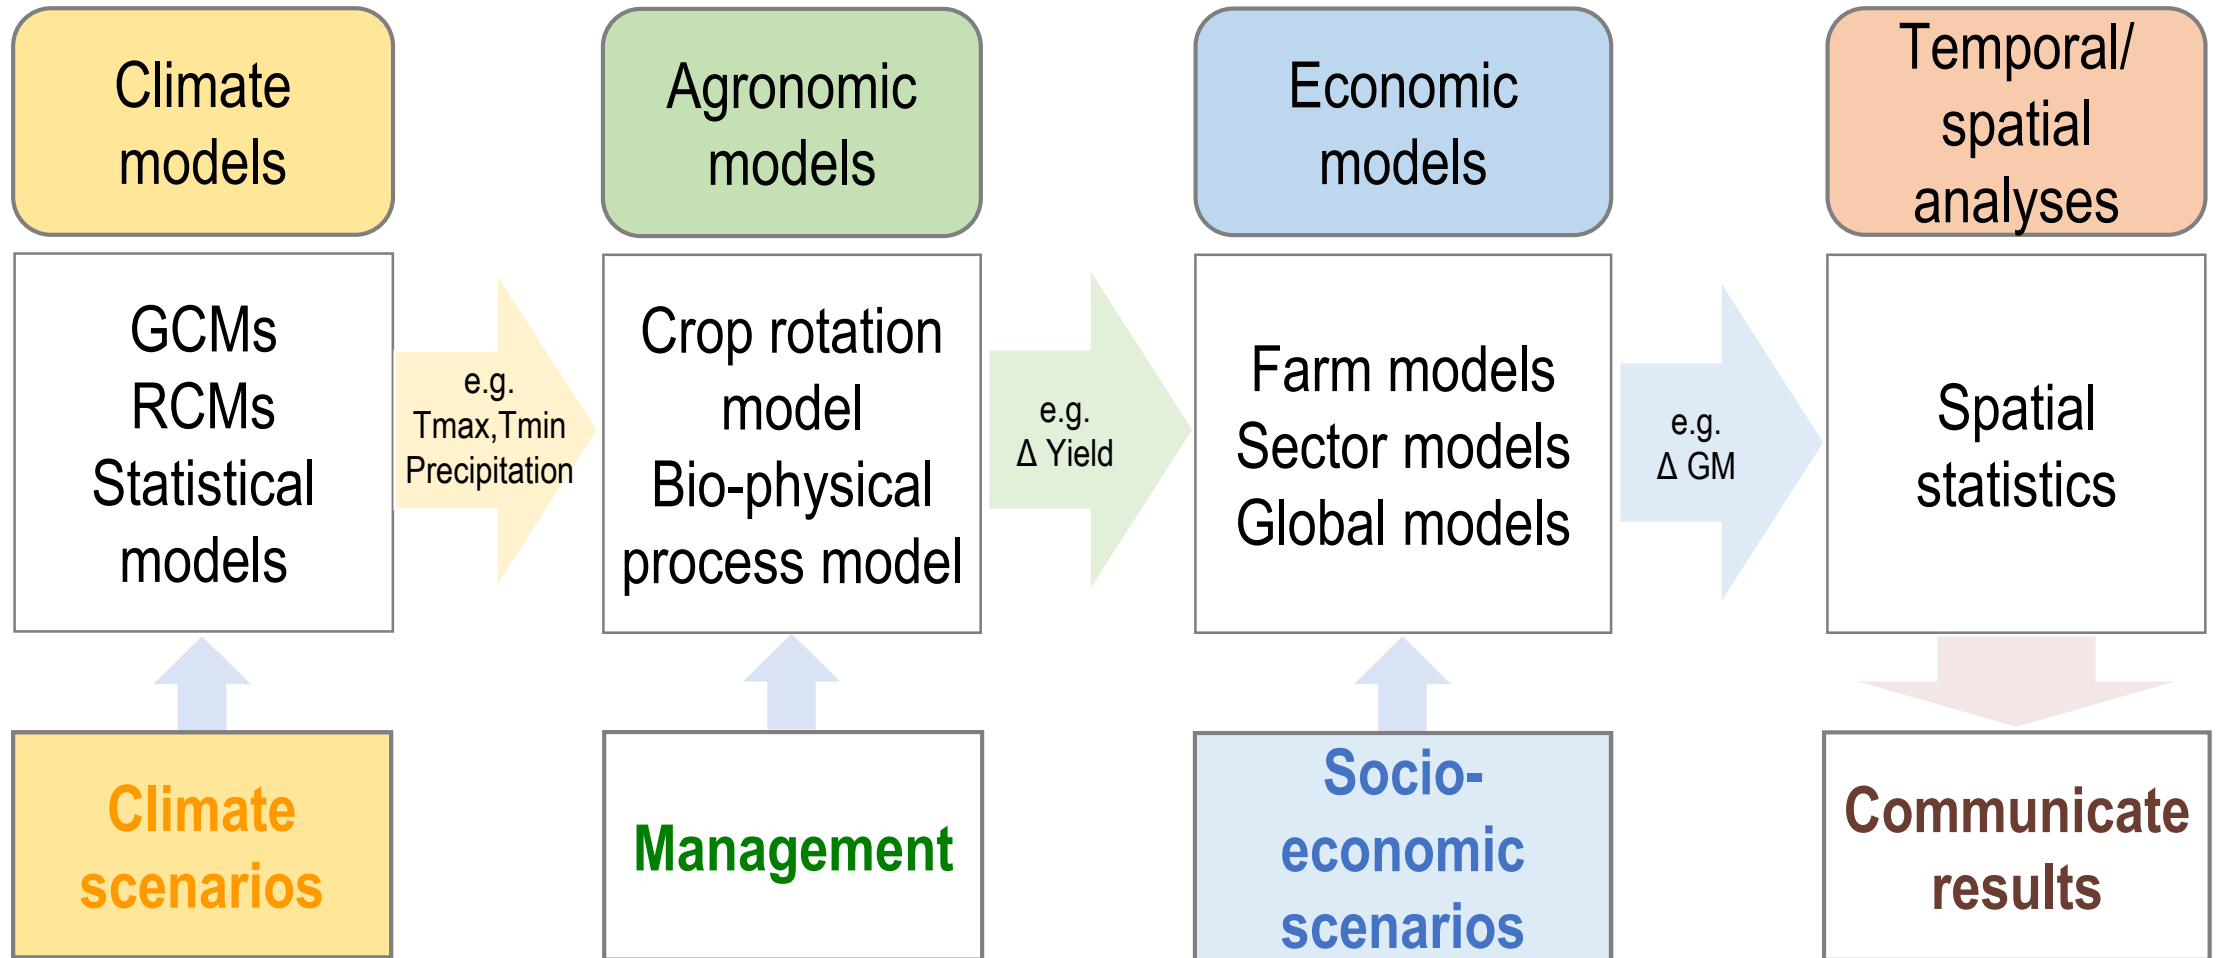 Climate
models
Agronomic
models
Economic
models
Temporal/
spatial
analyses
GCMs
RCMs
Statistical
models
e.g.
Tmax,Tmin
Precipitation
Crop rotation
model
Bio-physical
process model
e.g.
Δ Yield
Farm models
Sector models
Global models
e.g.
Δ GM
Spatial
statistics
Climate
scenarios
Management
Socio-
economic
scenarios
Communicate
results